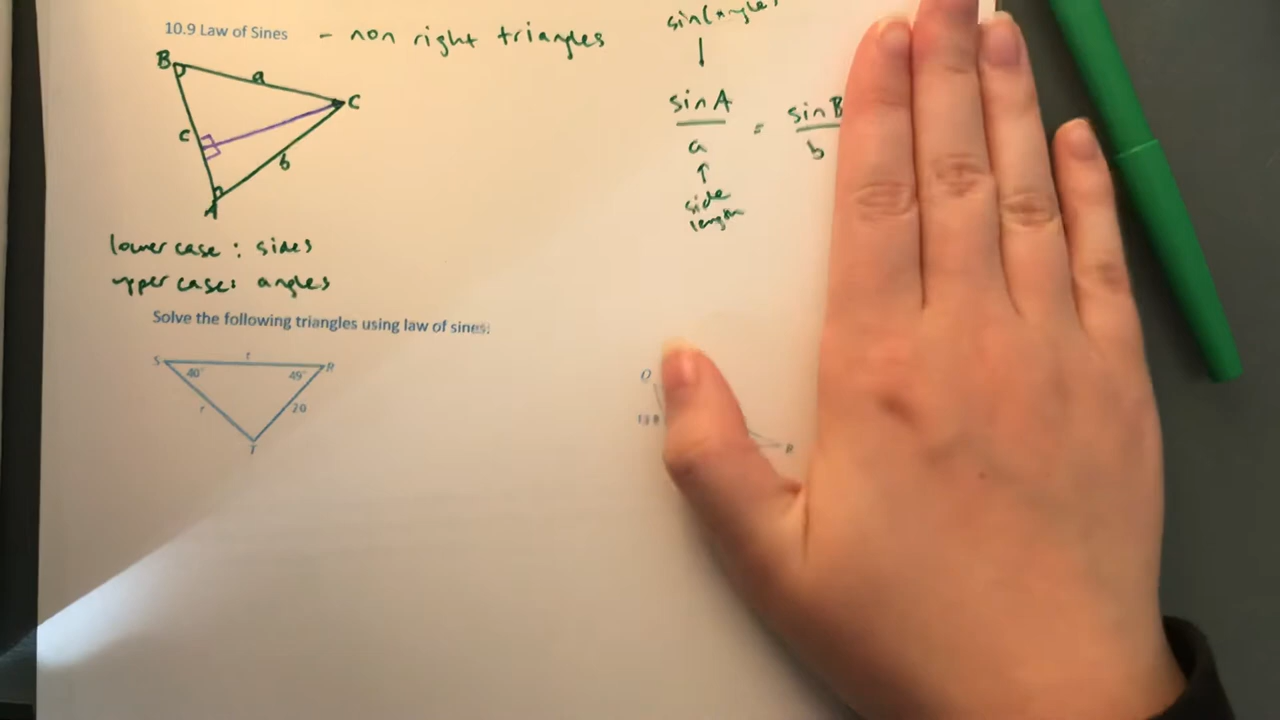 10.9 Law of Sines - non right triangles
sin(angle)
B
a
C
c
b
A
sin A = sin B
a b
side
length
lower case: sides
upper case: angles
Solve the following triangles using law of sines:
S t R
40° 49°
r 20
T
Q
R